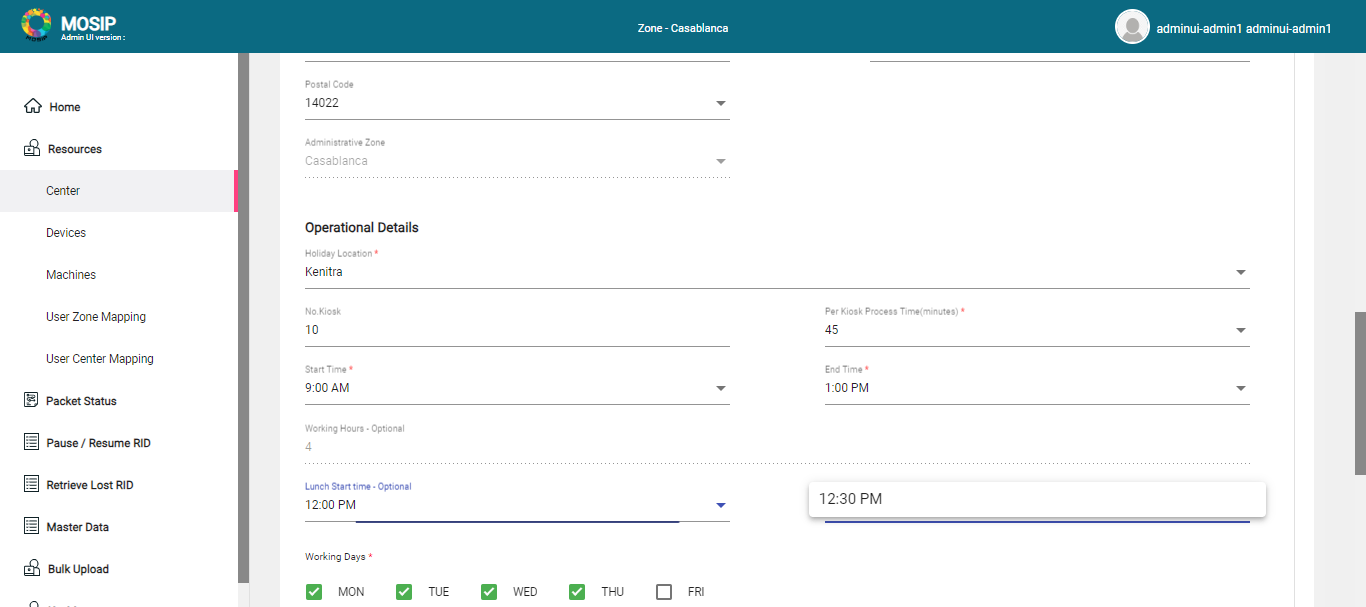 MOSIP
MOSIP
Admin UI version :
Zone - Casablanca
adminui-admin1 adminui-admin1
Home
Resources
Center
Devices
Machines
User Zone Mapping
User Center Mapping
Packet Status
Pause / Resume RID
Retrieve Lost RID
Master Data
Bulk Upload
Postal Code
14022
Administrative Zone
Casablanca
Operational Details
Holiday Location *
Kenitra
No.Kiosk
10
Per Kiosk Process Time(minutes) *
45
Start Time *
9:00 AM
End Time *
1:00 PM
Working Hours - Optional
4
Lunch Start time - Optional
12:00 PM
12:30 PM
Working Days *
MON TUE WED THU FRI